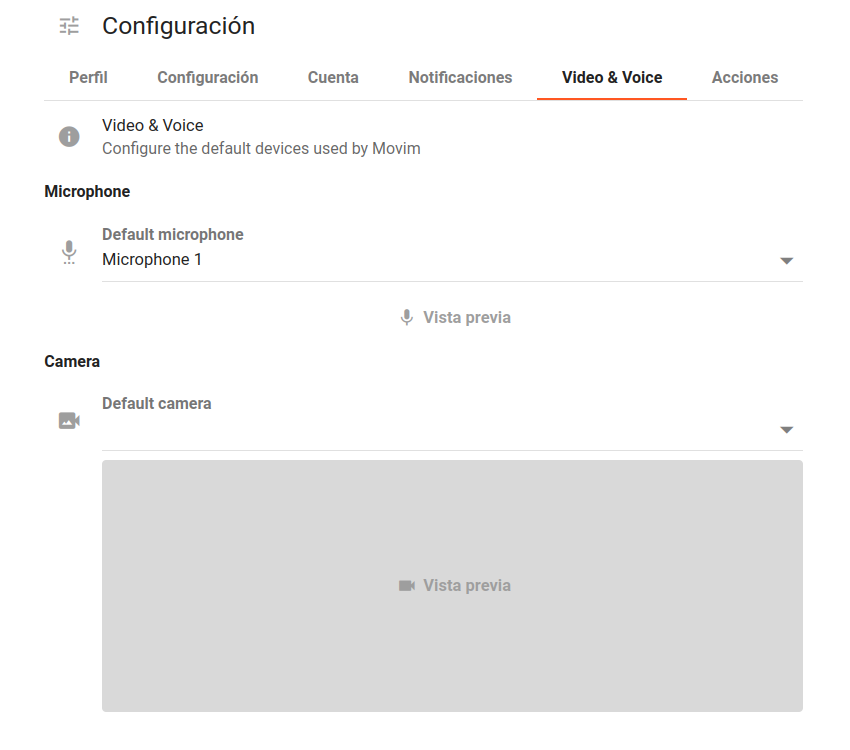 Configuración
Perfil Configuración Cuenta Notificaciones Video & Voice Acciones
Video & Voice
Configure the default devices used by Movim
Microphone
Default microphone
Microphone 1
Vista previa
Camera
Default camera
Vista previa